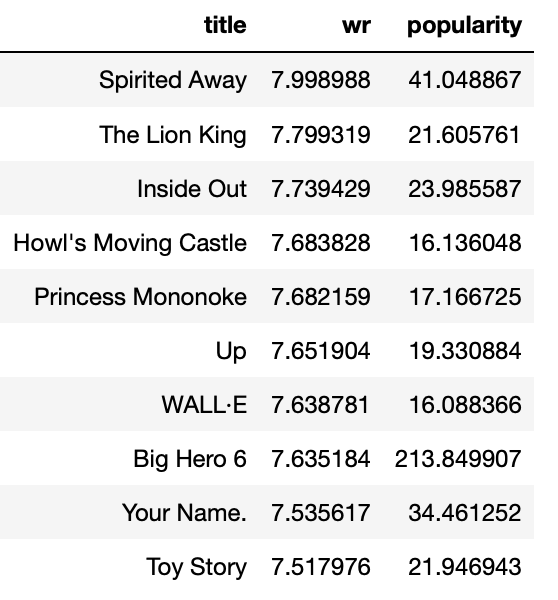 title wr popularity
Spirited Away 7.998988 41.048867
The Lion King 7.799319 21.605761
Inside Out 7.739429 23.985587
Howl's Moving Castle 7.683828 16.136048
Princess Mononoke 7.682159 17.166725
Up 7.651904 19.330884
WALL·E 7.638781 16.088366
Big Hero 6 7.635184 213.849907
Your Name. 7.535617 34.461252
Toy Story 7.517976 21.946943